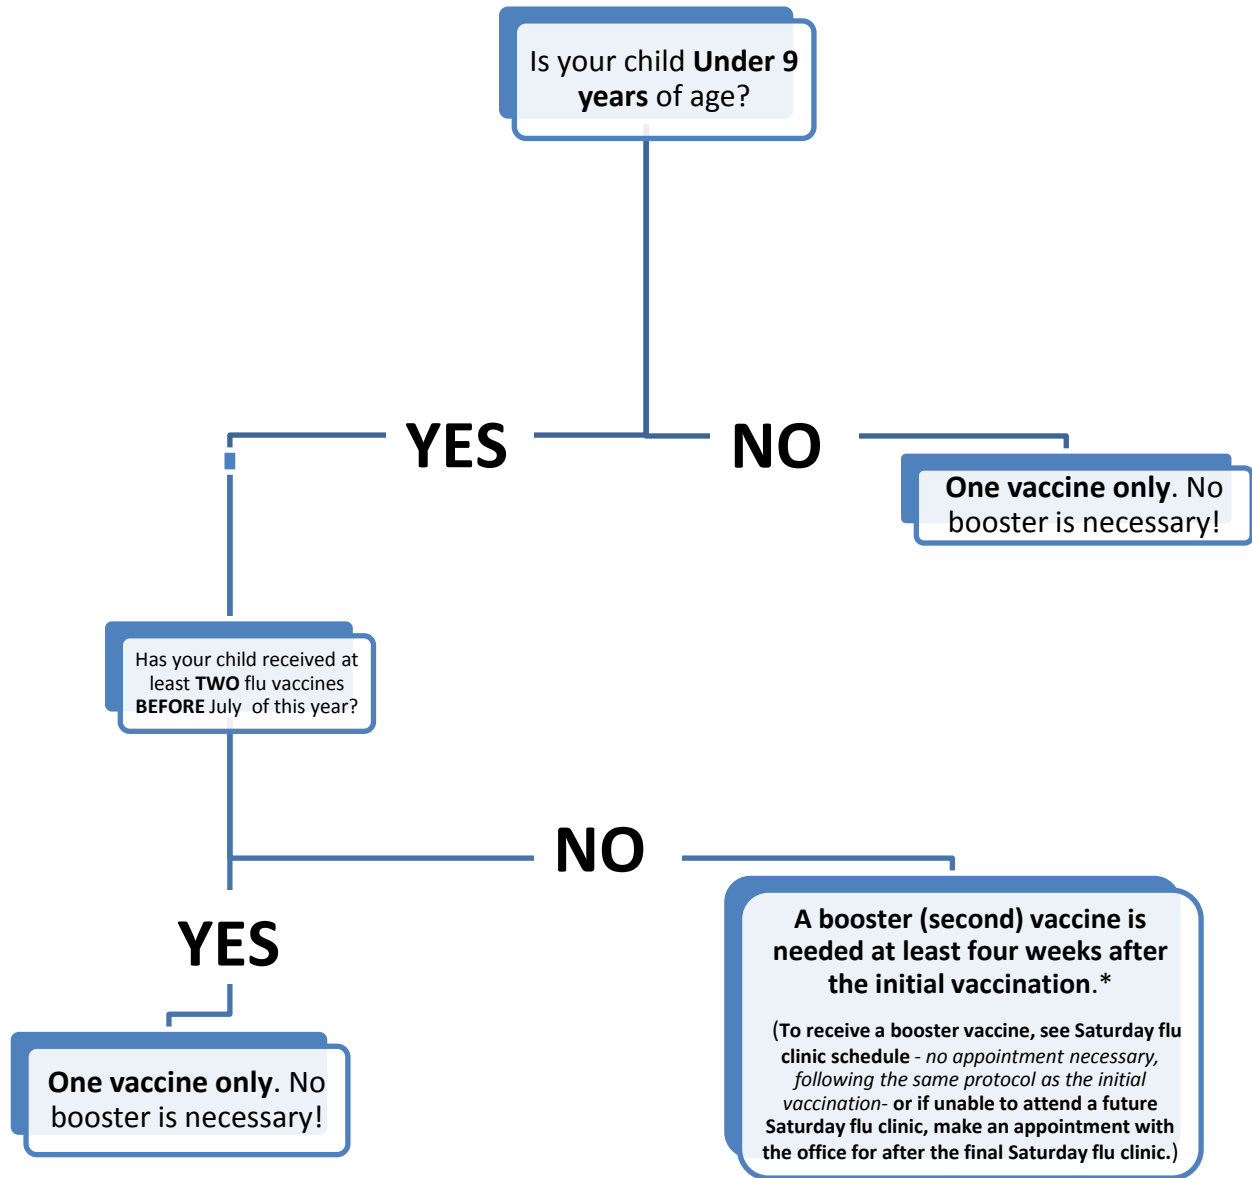 Is your child Under 9
years of age?
YES
NO
One vaccine only. No
booster is necessary!
Has your child received at
least TWO flu vaccines
BEFORE July  of this year?
NO
YES
A booster (second) vaccine is
needed at least four weeks after
the initial vaccination.*
(To receive a booster vaccine, see Saturday flu
clinic schedule - no appointment necessary,
following the same protocol as the initial
vaccination- or if unable to attend a future
Saturday flu clinic, make an appointment with
the office for after the final Saturday flu clinic.)
One vaccine only. No
booster is necessary!